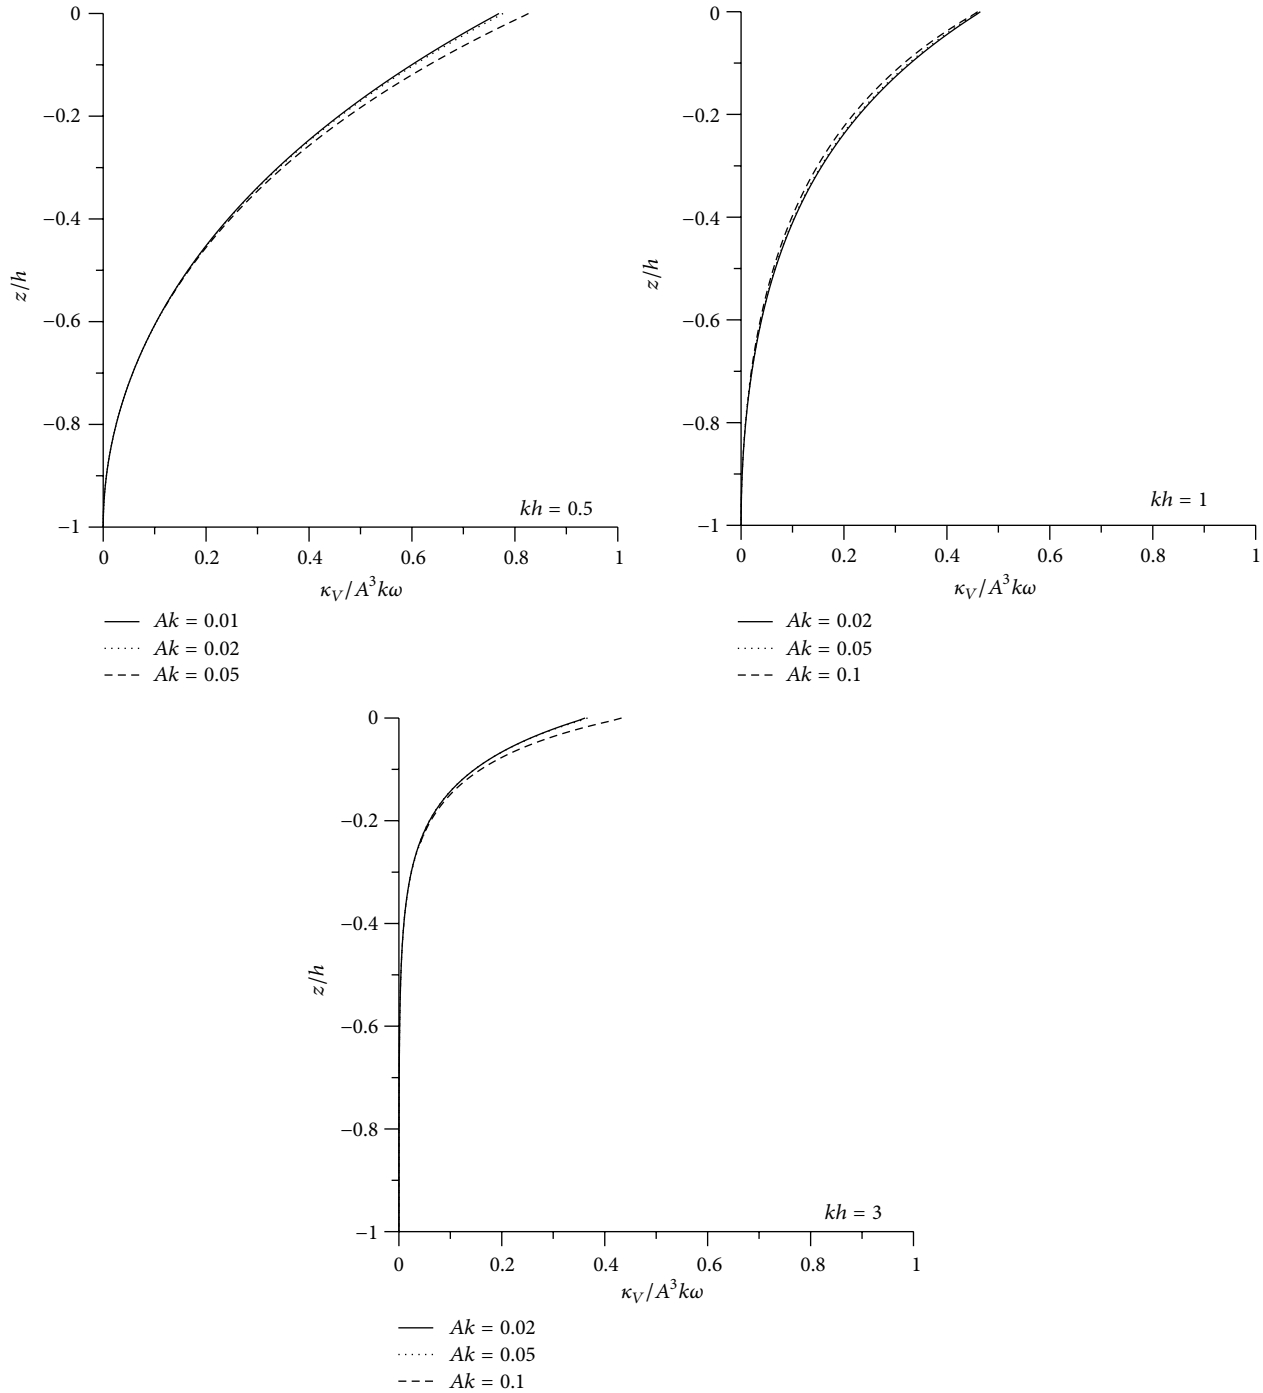 0
−0.2
−0.4
−0.6
−0.8
−1
z/h
0 0.2 0.4 0.6 0.8 1
κ_V/A³kω
kh = 0.5
Ak = 0.01
Ak = 0.02
Ak = 0.05
0
−0.2
−0.4
−0.6
−0.8
−1
z/h
0 0.2 0.4 0.6 0.8 1
κ_V/A³kω
kh = 1
Ak = 0.02
Ak = 0.05
Ak = 0.1
0
−0.2
−0.4
−0.6
−0.8
−1
z/h
0 0.2 0.4 0.6 0.8 1
κ_V/A³kω
kh = 3
Ak = 0.02
Ak = 0.05
Ak = 0.1